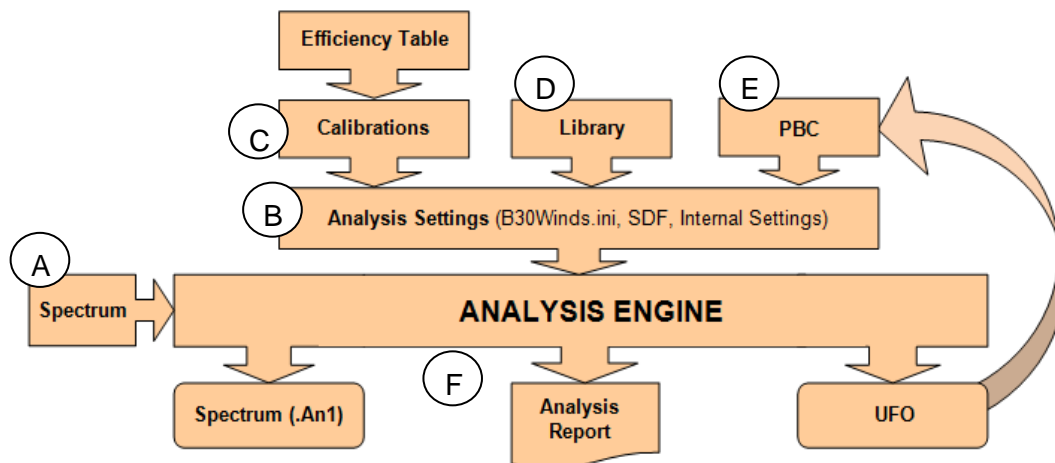 Efficiency Table
C
Calibrations
D
Library
E
PBC
B
Analysis Settings (B30Winds.ini, SDF, Internal Settings)
A
Spectrum
ANALYSIS ENGINE
F
Spectrum (.An1)
Analysis
Report
UFO